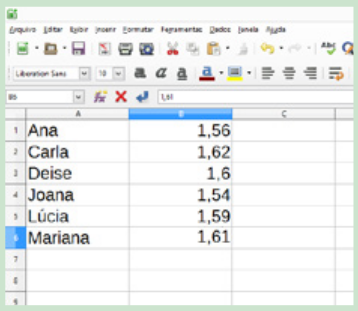 Arquivo Editar Exibir Inserir Formatar Ferramentas Dados Janela Ajuda
Liberation Sans 10
B6 1,61
A B C
1 Ana 1,56
2 Carla 1,62
3 Deise 1,6
4 Joana 1,54
5 Lúcia 1,59
6 Mariana 1,61
7
8
9